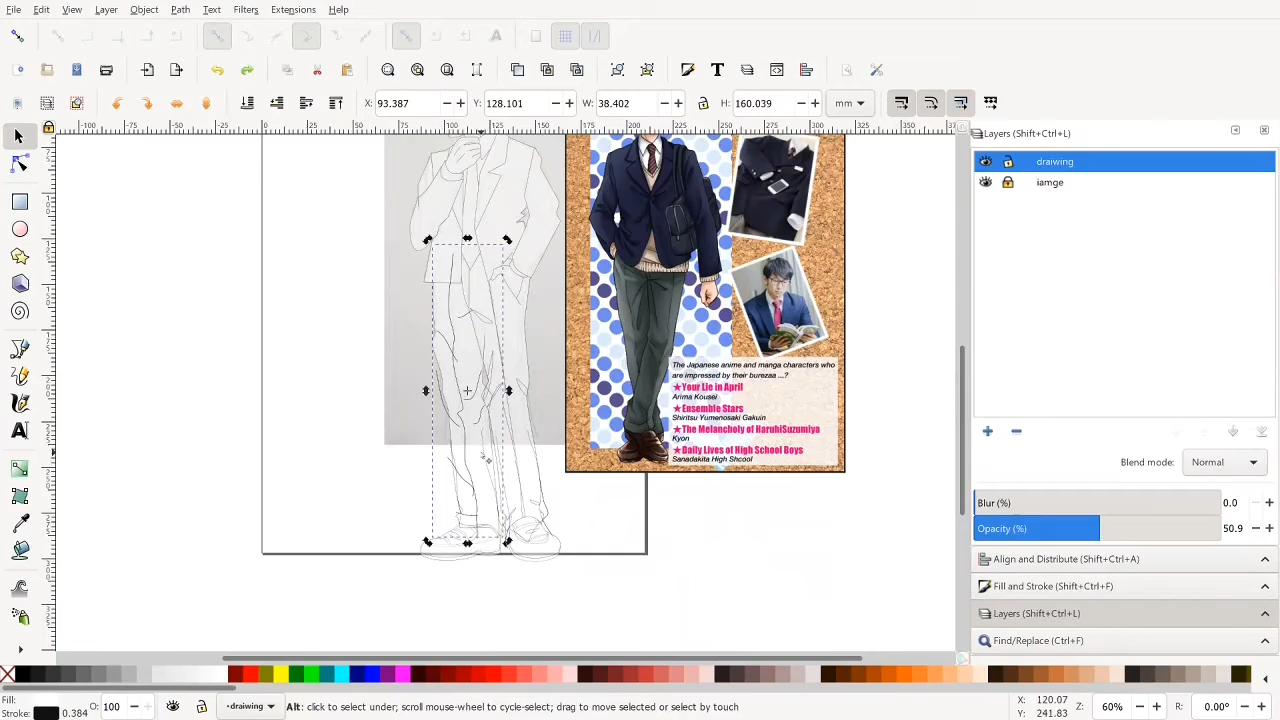 File Edit View Layer Object Path Text Filters Extensions Help
X: 93.387 Y: 128.101 W: 38.402 H: 160.039 mm
Layers (Shift+Ctrl+L)
draiwing
iamge
Blend mode: Normal
Blur (%) 0.0
Opacity (%) 50.9
Align and Distribute (Shift+Ctrl+A)
Fill and Stroke (Shift+Ctrl+F)
Layers (Shift+Ctrl+L)
Find/Replace (Ctrl+F)
The Japanese anime and manga characters who
are impressed by their burezaa ...?
★Your Lie in April
Arima Kousei
★Ensemble Stars
Shiritsu Yumenosaki Gakuin
★The Melancholy of HaruhiSuzumiya
Kyon
★Daily Lives of High School Boys
Sanadakita High Shcool
Fill:
Stroke: 0.384
O: 100
draiwing
Alt: click to select under; scroll mouse-wheel to cycle-select; drag to move selected or select by touch
X: 120.07
Y: 241.83
Z: 60%
R: 0.00°